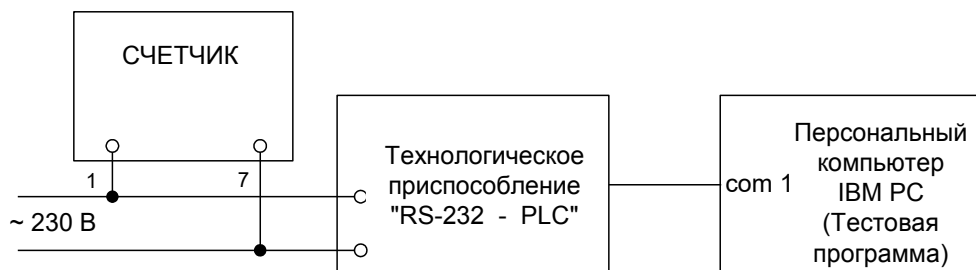 СЧЕТЧИК
1
7
~ 230 В
Технологическое
приспособление
"RS-232 - PLC"
com 1
Персональный
компьютер
IBM PC
(Тестовая
программа)